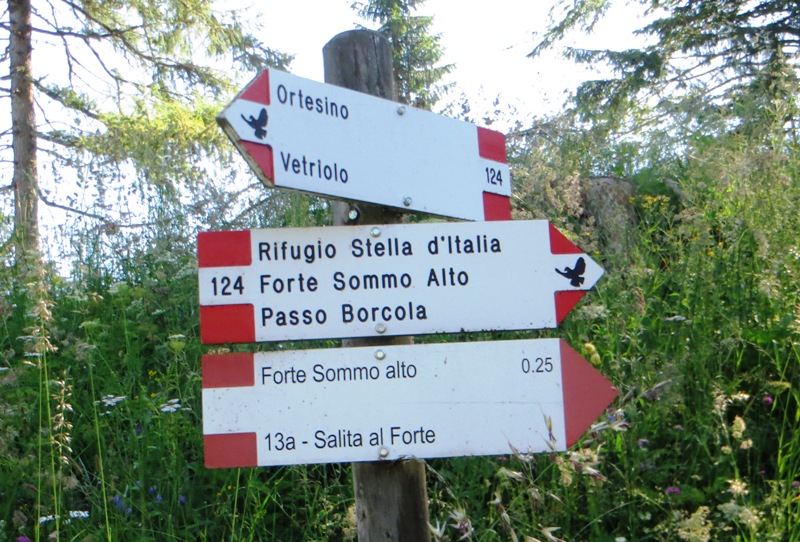 Ortesino
Vetriolo
124
Rifugio Stella d'Italia
124 Forte Sommo Alto
Passo Borcola
Forte Sommo alto 0.25
13a - Salita al Forte